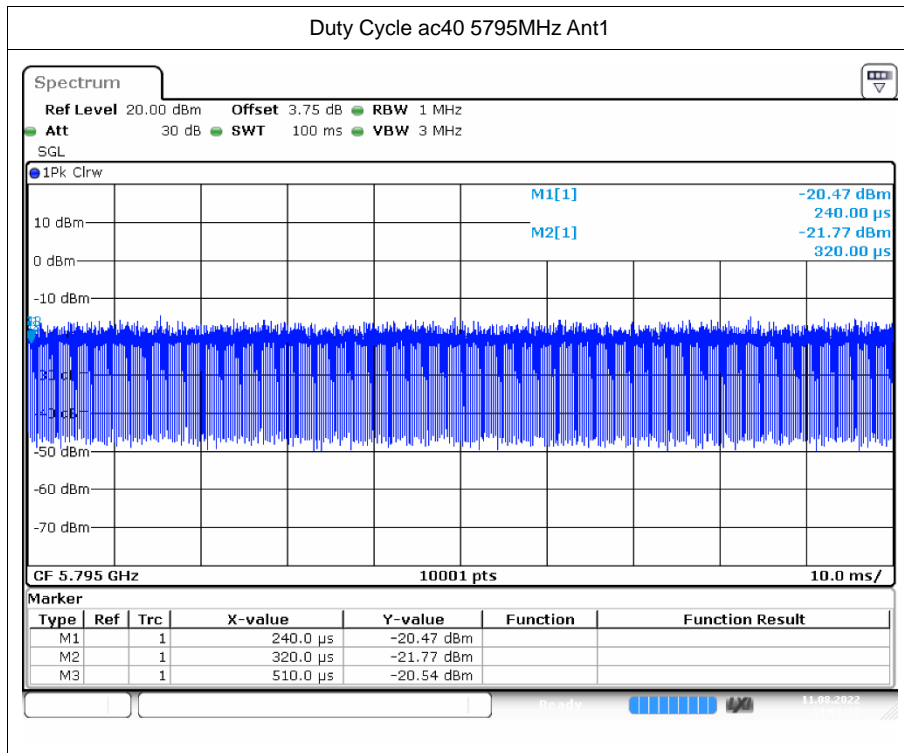 Duty Cycle ac40 5795MHz Ant1
Spectrum
Ref Level 20.00 dBm Offset 3.75 dB RBW 1 MHz
Att 30 dB SWT 100 ms VBW 3 MHz
SGL
1Pk Clrw
M1[1] -20.47 dBm
240.00 µs
10 dBm
M2[1] -21.77 dBm
320.00 µs
0 dBm
-10 dBm
-50 dBm
-60 dBm
-70 dBm
CF 5.795 GHz 10001 pts 10.0 ms/
Marker
Type Ref Trc X-value Y-value Function Function Result
M1 1 240.0 µs -20.47 dBm
M2 1 320.0 µs -21.77 dBm
M3 1 510.0 µs -20.54 dBm
Ready 11.08.2022